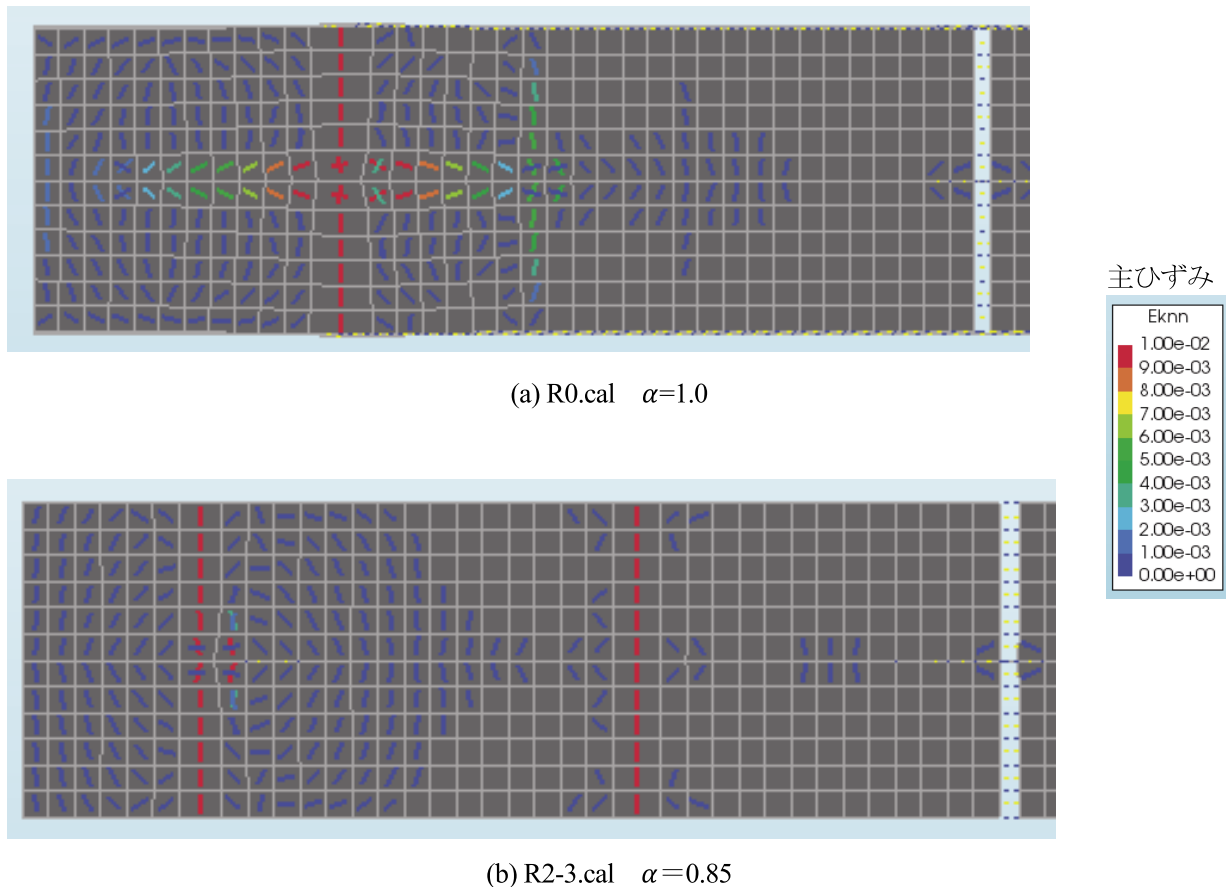 主ひずみ
Eknn
1.00e-02
9.00e-03
8.00e-03
7.00e-03
6.00e-03
5.00e-03
4.00e-03
3.00e-03
2.00e-03
1.00e-03
0.00e+00
(a) R0.cal α=1.0
(b) R2-3.cal α＝0.85